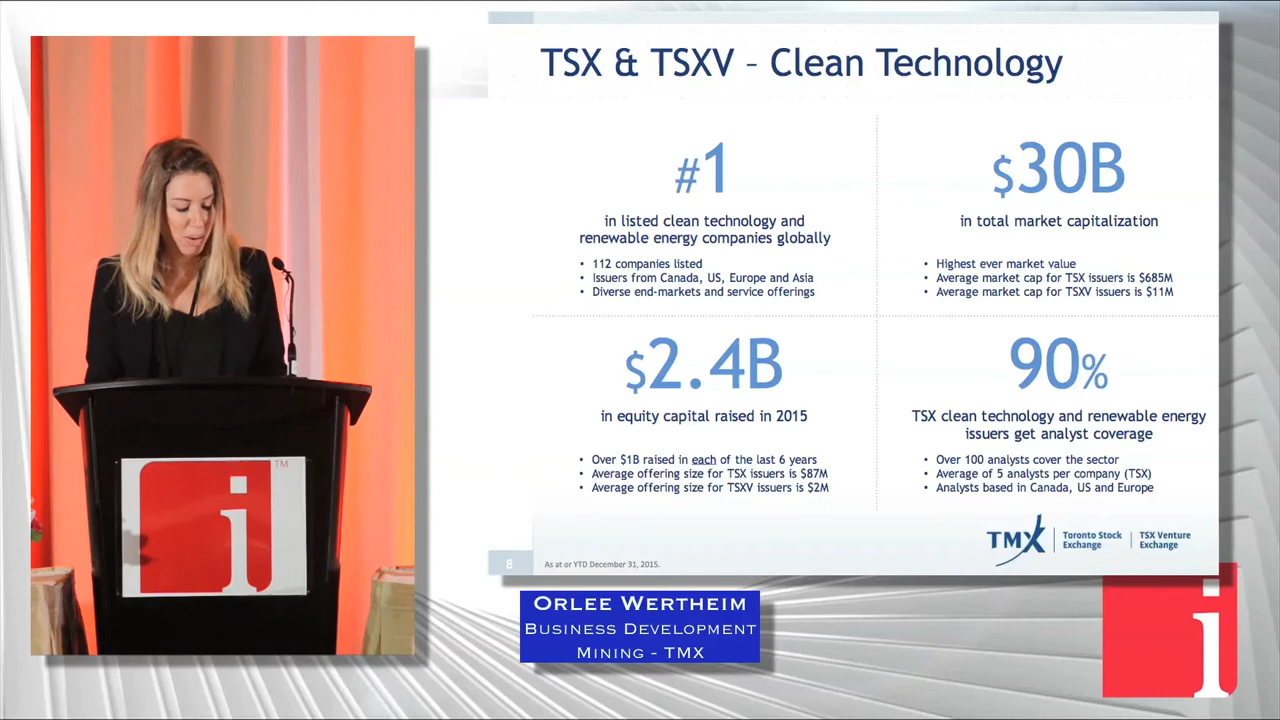 TSX & TSXV – Clean Technology
#1
in listed clean technology and
renewable energy companies globally
• 112 companies listed
• Issuers from Canada, US, Europe and Asia
• Diverse end-markets and service offerings
$30B
in total market capitalization
• Highest ever market value
• Average market cap for TSX issuers is $685M
• Average market cap for TSXV issuers is $11M
$2.4B
in equity capital raised in 2015
• Over $1B raised in each of the last 6 years
• Average offering size for TSX issuers is $87M
• Average offering size for TSXV issuers is $2M
90%
TSX clean technology and renewable energy
issuers get analyst coverage
• Over 100 analysts cover the sector
• Average of 5 analysts per company (TSX)
• Analysts based in Canada, US and Europe
TMX
Toronto Stock
Exchange
TSX Venture
Exchange
8
As at or YTD December 31, 2015.
i
TM
Orlee Wertheim
Business Development
Mining - TMX
i